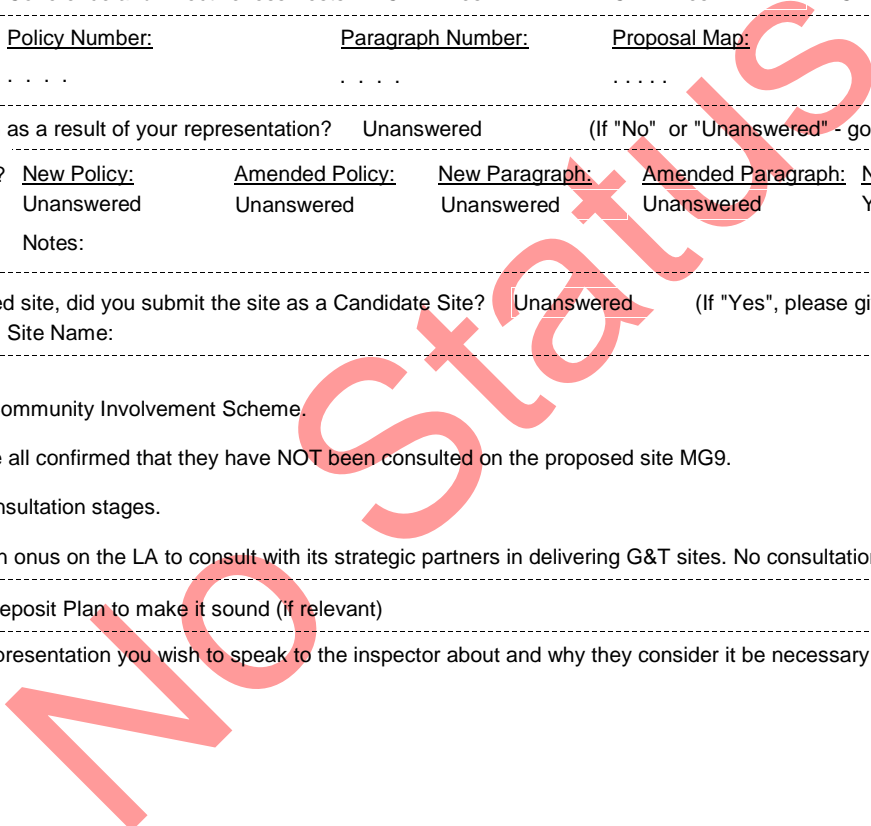 Policy Number: Paragraph Number: Proposal Map:
. . . . . . . . . . . . .
as a result of your representation? Unanswered (If "No" or "Unanswered" - go
? New Policy: Amended Policy: New Paragraph: Amended Paragraph:
Unanswered Unanswered Unanswered Unanswered Y
Notes:
ed site, did you submit the site as a Candidate Site? Unanswered (If "Yes", please gi
Site Name:
ommunity Involvement Scheme.
all confirmed that they have NOT been consulted on the proposed site MG9.
nsultation stages.
n onus on the LA to consult with its strategic partners in delivering G&T sites. No consultation
eposit Plan to make it sound (if relevant)
presentation you wish to speak to the inspector about and why they consider it be necessary
No Status